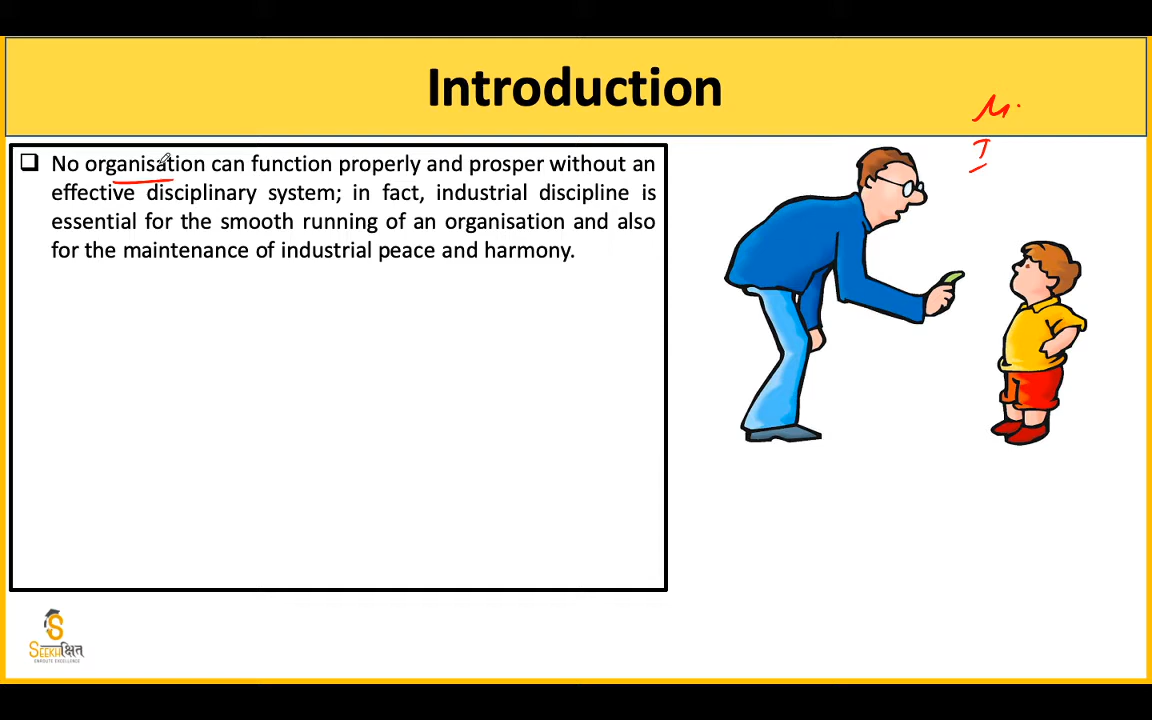 Introduction
M.
I
❑ No organisation can function properly and prosper without an
effective disciplinary system; in fact, industrial discipline is
essential for the smooth running of an organisation and also
for the maintenance of industrial peace and harmony.
SEEKHक्षित